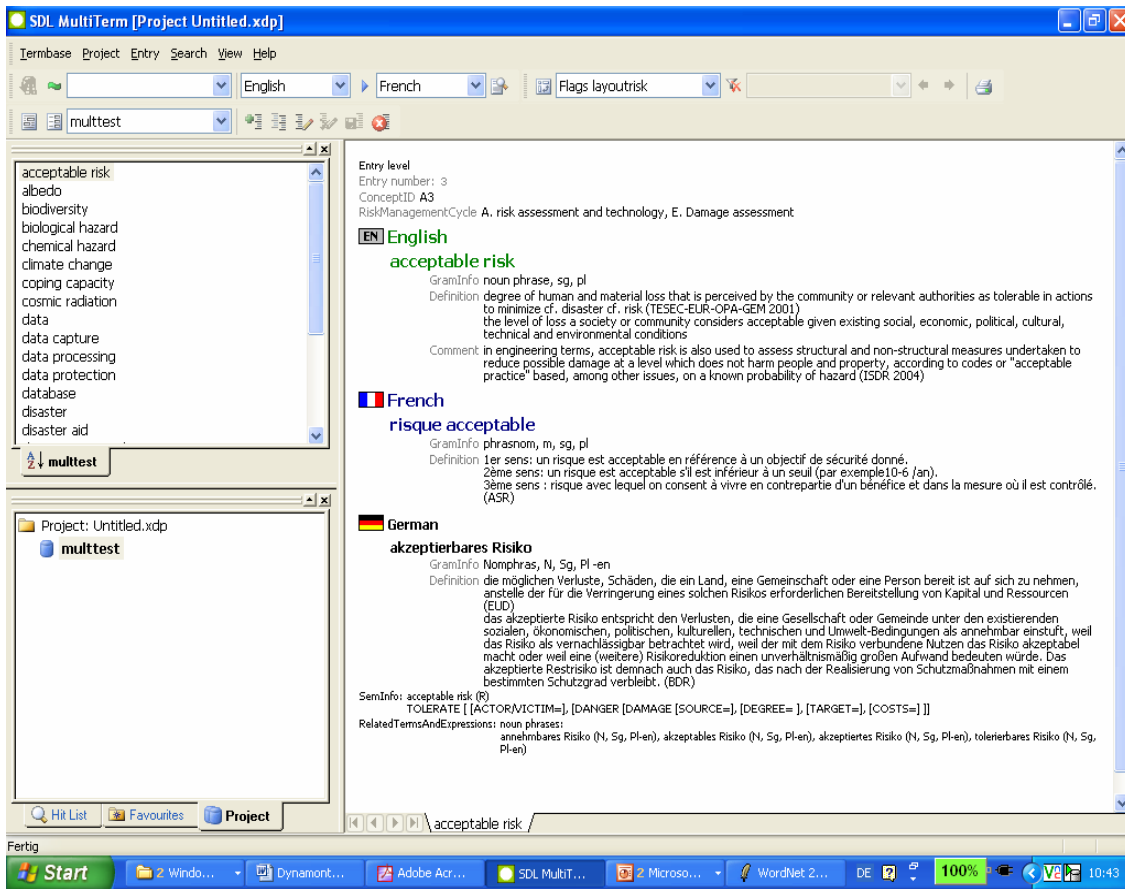 SDL MultiTerm [Project Untitled.xdp]
Termbase Project Entry Search View Help
English French Flags layoutrisk
multtest
acceptable risk
albedo
biodiversity
biological hazard
chemical hazard
climate change
coping capacity
cosmic radiation
data
data capture
data processing
data protection
database
disaster
disaster aid
multtest
Project: Untitled.xdp
multtest
Hit List Favourites Project
Entry level
Entry number: 3
ConceptID A3
RiskManagementCycle A. risk assessment and technology, E. Damage assessment
EN English
acceptable risk
GramInfo noun phrase, sg, pl
Definition degree of human and material loss that is perceived by the community or relevant authorities as tolerable in actions
to minimize cf. disaster cf. risk (TESEC-EUR-OPA-GEM 2001)
the level of loss a society or community considers acceptable given existing social, economic, political, cultural,
technical and environmental conditions
Comment in engineering terms, acceptable risk is also used to assess structural and non-structural measures undertaken to
reduce possible damage at a level which does not harm people and property, according to codes or "acceptable
practice" based, among other issues, on a known probability of hazard (ISDR 2004)
French
risque acceptable
GramInfo phrasnom, m, sg, pl
Definition 1er sens: un risque est acceptable en référence à un objectif de sécurité donné.
2ème sens: un risque est acceptable s'il est inférieur à un seuil (par exemple10-6 /an).
3ème sens : risque avec lequel on consent à vivre en contrepartie d'un bénéfice et dans la mesure où il est contrôlé.
(ASR)
German
akzeptierbares Risiko
GramInfo Nomphras, N, Sg, Pl -en
Definition die möglichen Verluste, Schäden, die ein Land, eine Gemeinschaft oder eine Person bereit ist auf sich zu nehmen,
anstelle der für die Verringerung eines solchen Risikos erforderlichen Bereitstellung von Kapital und Ressourcen
(EUD)
das akzeptierte Risiko entspricht den Verlusten, die eine Gesellschaft oder Gemeinde unter den existierenden
sozialen, ökonomischen, politischen, kulturellen, technischen und Umwelt-Bedingungen als annehmbar einstuft, weil
das Risiko als vernachlässigbar betrachtet wird, weil der mit dem Risiko verbundene Nutzen das Risiko akzeptabel
macht oder weil eine (weitere) Risikoreduktion einen unverhältnismäßig großen Aufwand bedeuten würde. Das
akzeptierte Restrisiko ist demnach auch das Risiko, das nach der Realisierung von Schutzmaßnahmen mit einem
bestimmten Schutzgrad verbleibt. (BDR)
SemInfo: acceptable risk (R)
TOLERATE [ [ACTOR/VICTIM=], [DANGER [DAMAGE [SOURCE=], [DEGREE= ], [TARGET=], [COSTS=] ]]
RelatedTermsAndExpressions: noun phrases:
annehmbares Risiko (N, Sg, Pl-en), akzeptables Risiko (N, Sg, Pl-en), akzeptiertes Risiko (N, Sg, Pl-en), tolerierbares Risiko (N, Sg,
Pl-en)
acceptable risk
Fertig
Start 2 Windo... Dynamont... Adobe Acr... SDL MultiT... 2 Microso... WordNet 2... DE 100% 10:43